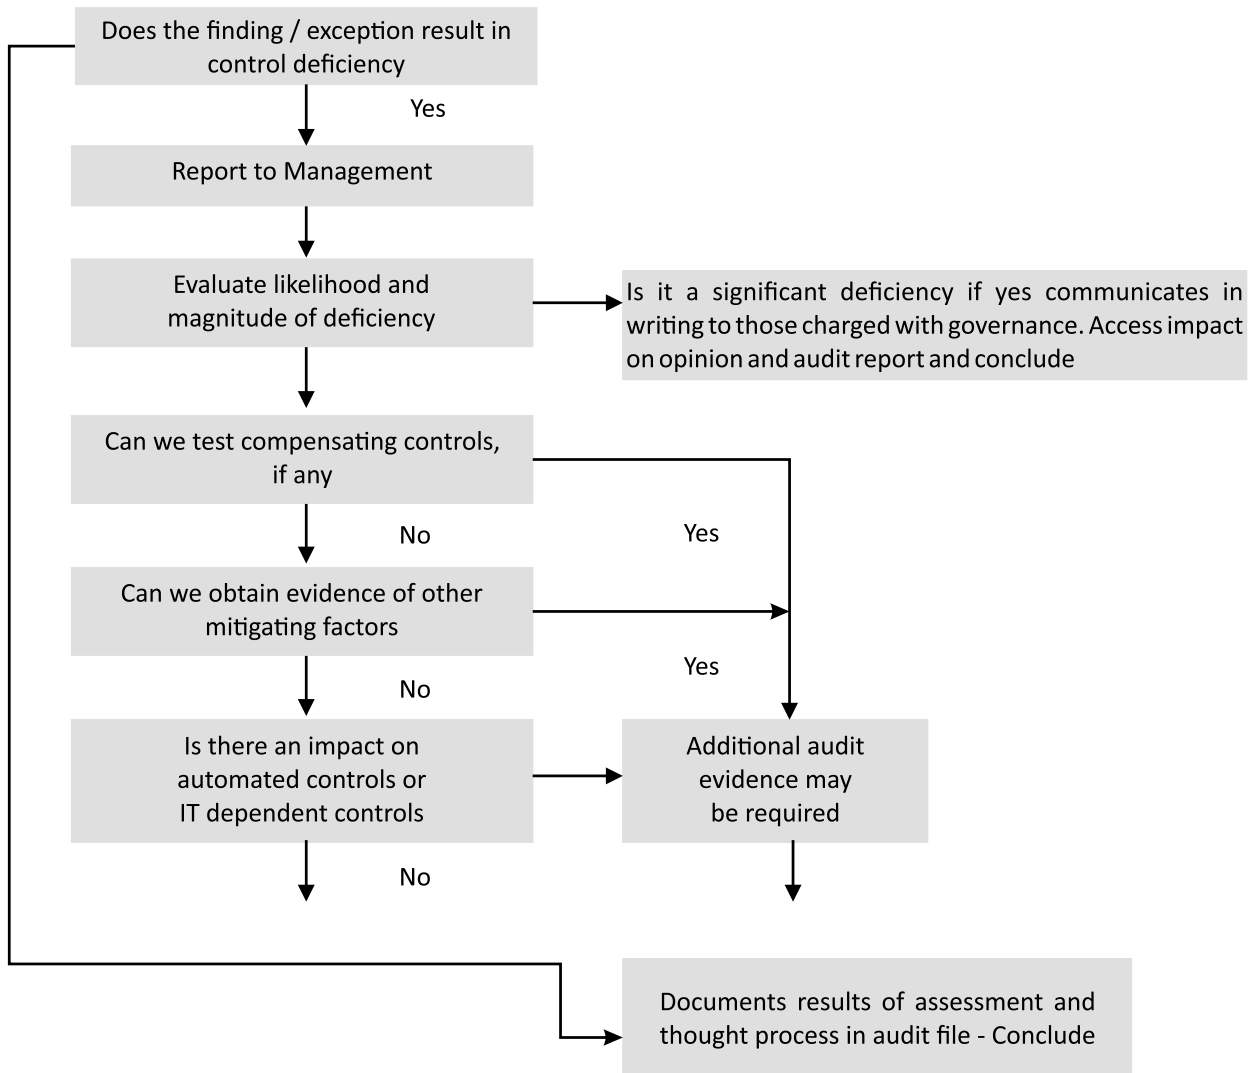 Does the finding / exception result in
control deficiency
Yes
Report to Management
Evaluate likelihood and
magnitude of deficiency
Is it a significant deficiency if yes communicates in
writing to those charged with governance. Access impact
on opinion and audit report and conclude
Can we test compensating controls,
if any
No
Yes
Can we obtain evidence of other
mitigating factors
No
Yes
Is there an impact on
automated controls or
IT dependent controls
Additional audit
evidence may
be required
No
Documents results of assessment and
thought process in audit file - Conclude